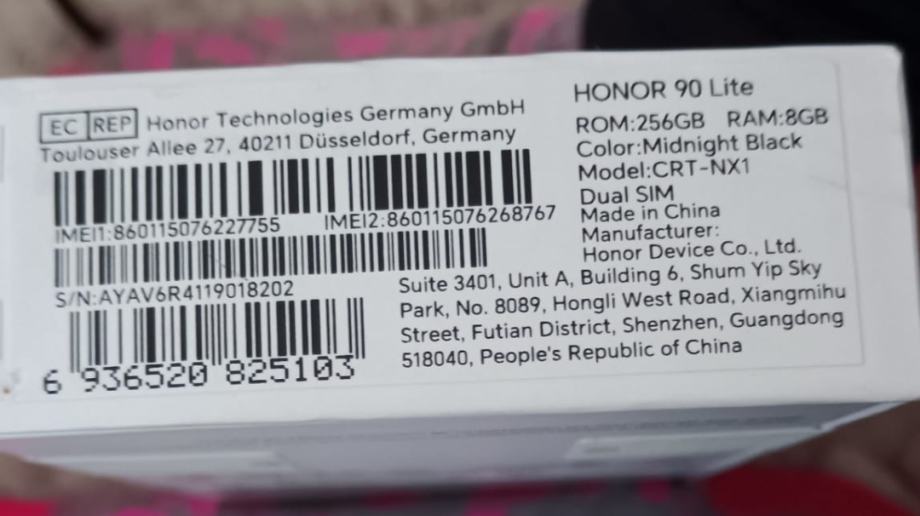 EC REP Honor Technologies Germany GmbH
Toulouser Allee 27, 40211 Düsseldorf, Germany
IMEI1:860115076227755 IMEI2:860115076268767
S/N:AYAV6R4119018202
6 936520 825103
HONOR 90 Lite
ROM:256GB RAM:8GB
Color:Midnight Black
Model:CRT-NX1
Dual SIM
Made in China
Manufacturer:
Honor Device Co., Ltd.
Suite 3401, Unit A, Building 6, Shum Yip Sky
Park, No. 8089, Hongli West Road, Xiangmihu
Street, Futian District, Shenzhen, Guangdong
518040, People's Republic of China